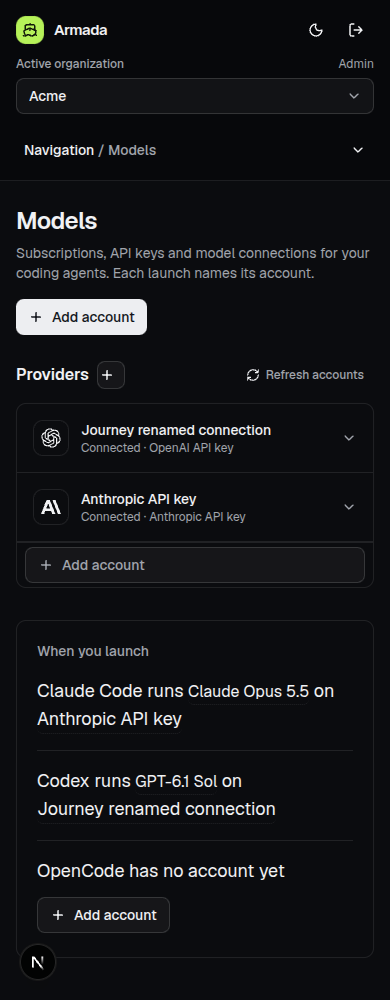 Armada
Active organization
Admin
Acme
Navigation / Models
Models
Subscriptions, API keys and model connections for your
coding agents. Each launch names its account.
Add account
Providers
Refresh accounts
Journey renamed connection
Connected · OpenAI API key
Anthropic API key
Connected · Anthropic API key
Add account
When you launch
Claude Code runs Claude Opus 5.5 on
Anthropic API key
Codex runs GPT-6.1 Sol on
Journey renamed connection
OpenCode has no account yet
Add account